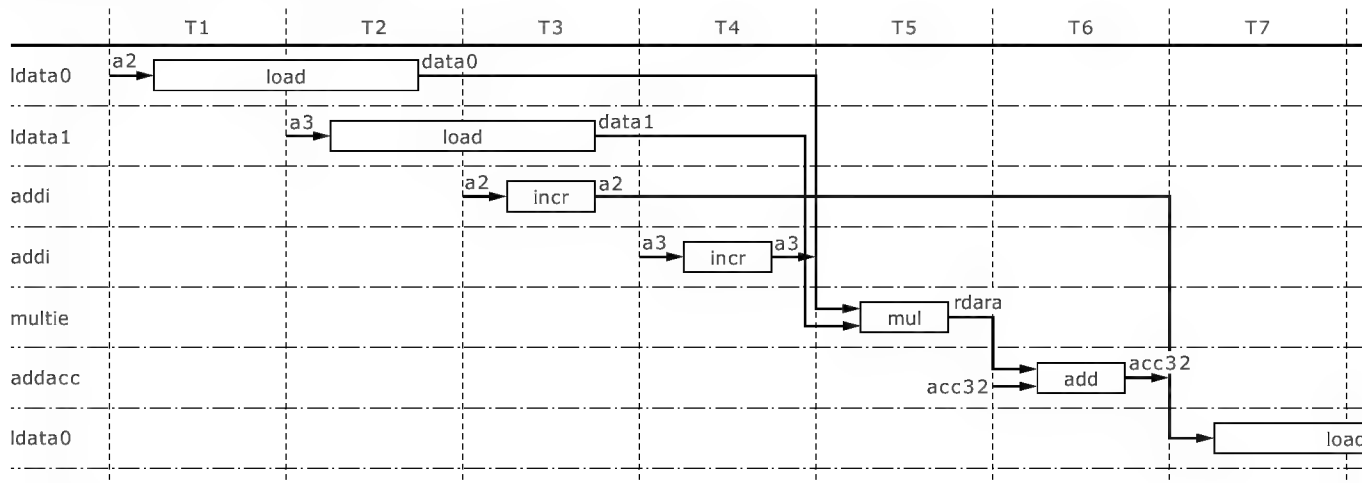 T1 T2 T3 T4 T5 T6 T7
ldata0 a2 load data0
ldata1 a3 load data1
addi a2 incr a2
addi a3 incr a3
multie mul rdara
addacc acc32 add acc32
ldata0 load